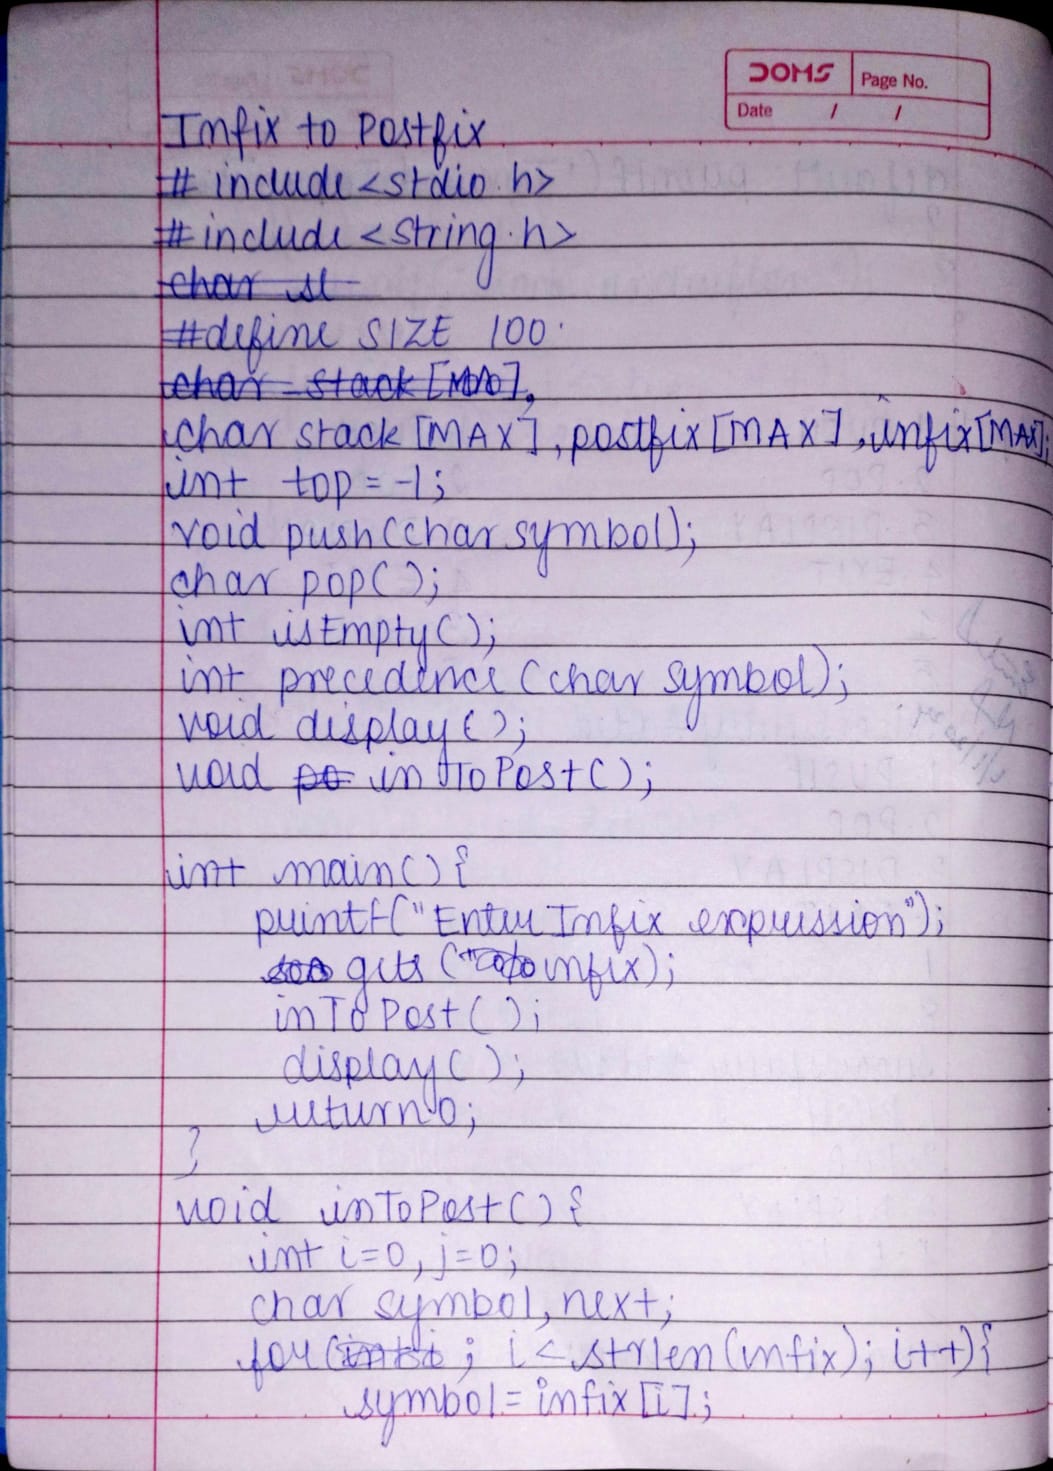 DOMS
Page No.
Date / /
Infix to Postfix
# include <stdio.h>
# include <string.h>
char st
#define SIZE 100
char stack [MAX],
char stack [MAX], postfix [MAX], infix[MAX];
int top = -1;
void push(char symbol);
char pop();
int isEmpty();
int precedence (char symbol);
void display();
void po inToPost();
int main() {
printf("Enter Infix expression");
gets (infix);
inToPost();
display();
return 0;
}
void inToPost() {
int i=0, j=0;
char symbol, next;
for( ; i < strlen(infix); i++){
symbol = infix [i];